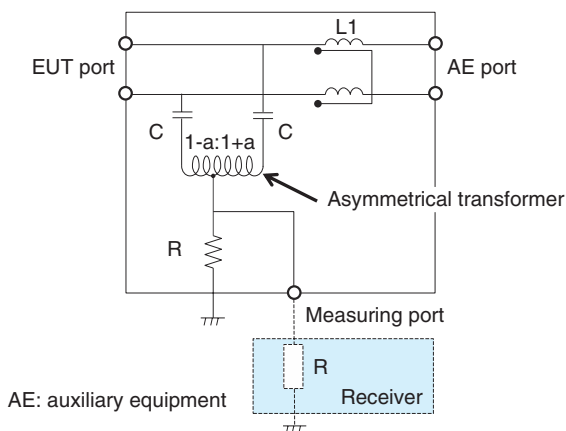 L1
EUT port
AE port
C
C
1-a:1+a
Asymmetrical transformer
R
Measuring port
R
Receiver
AE: auxiliary equipment